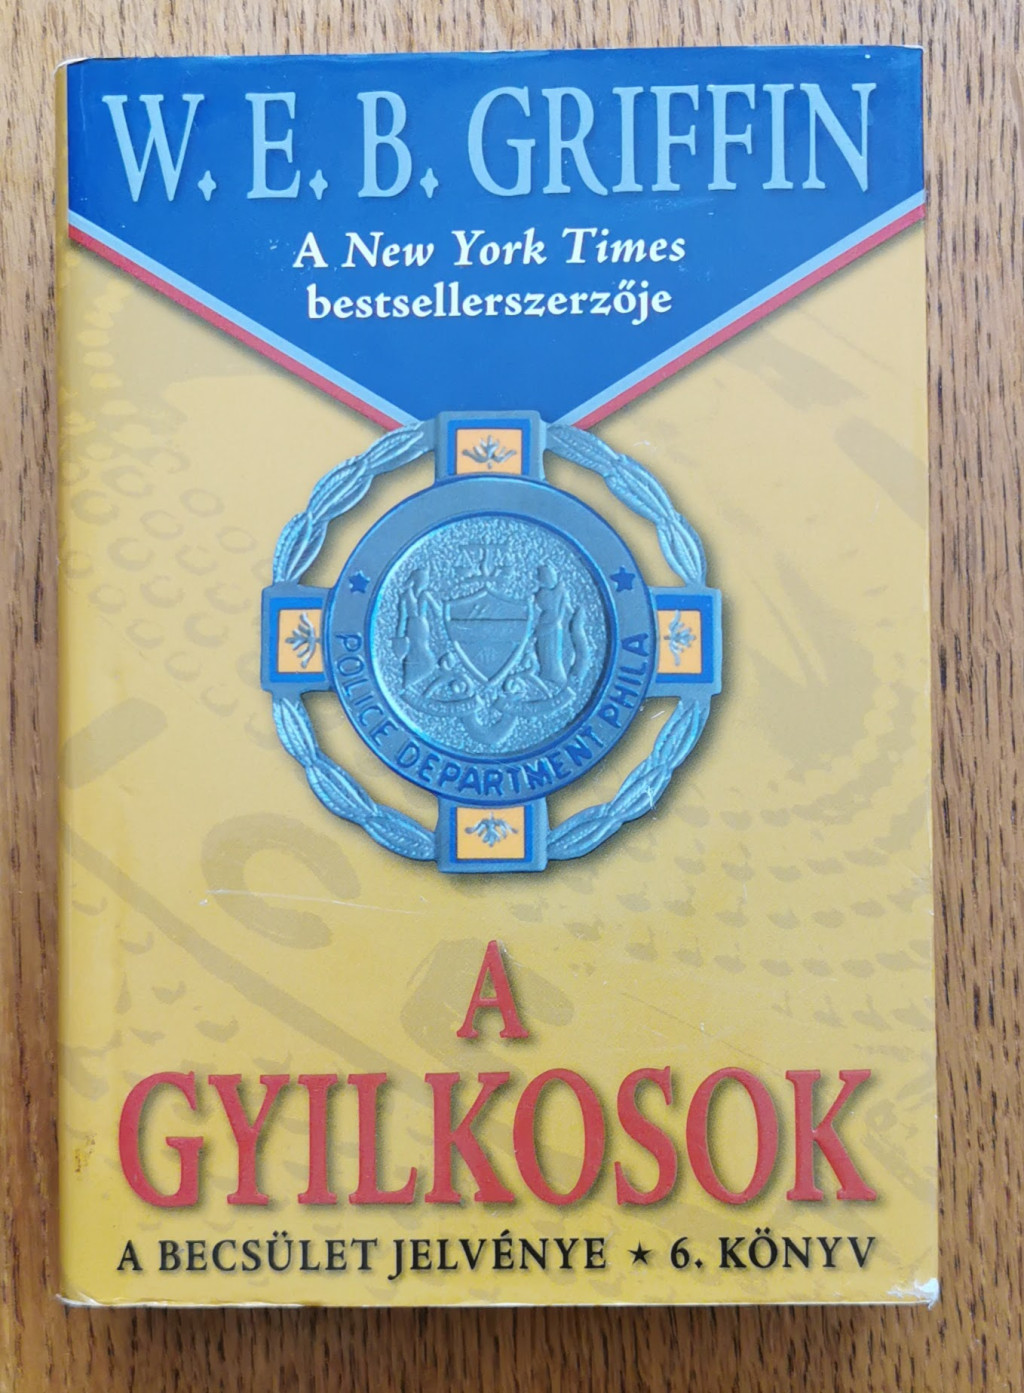 W. E. B. GRIFFIN
A New York Times
bestsellerszerzője
POLICE DEPARTMENT PHILA
A
GYILKOSOK
A BECSÜLET JELVÉNYE ★ 6. KÖNYV